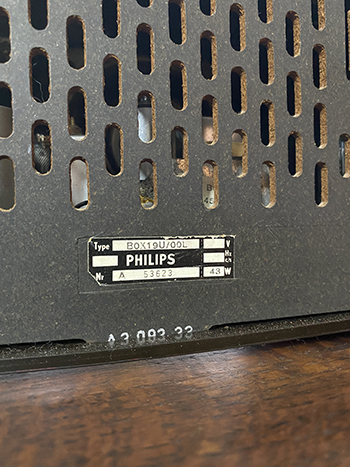 Type B0X19U/00L V
PHILIPS Hz
Nr A 53623 43 W
A3 093 33